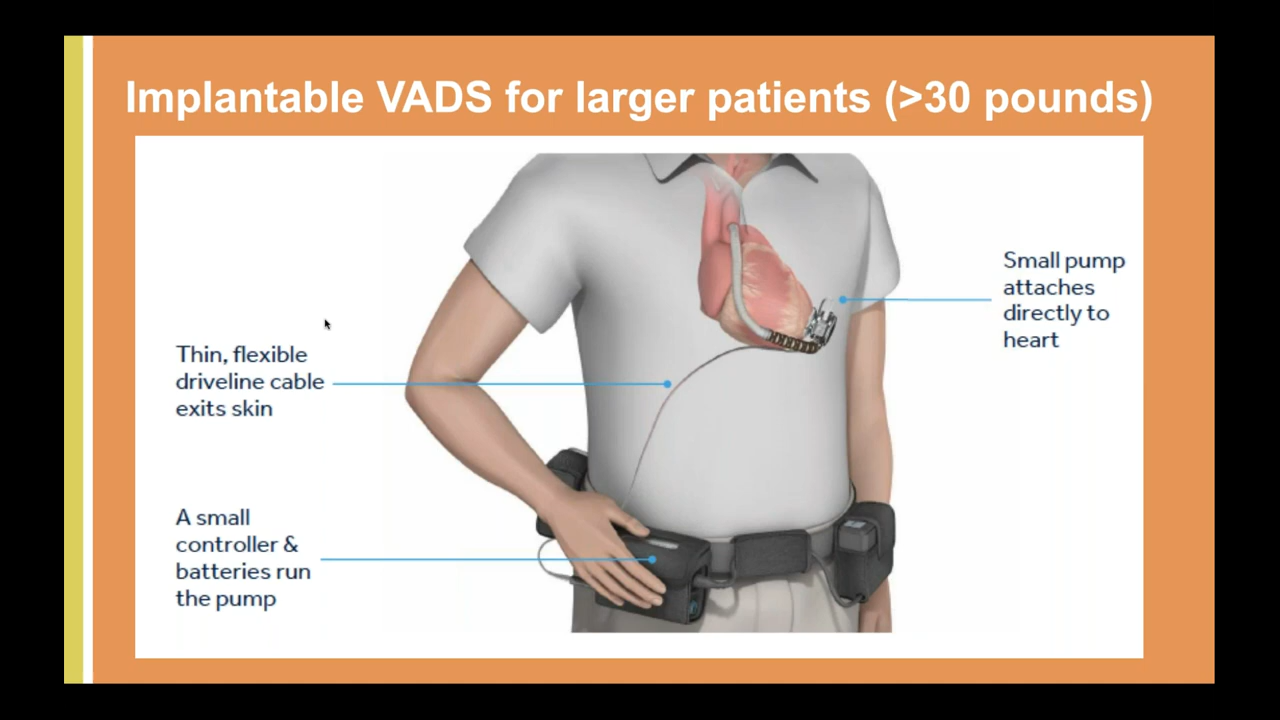 Implantable VADS for larger patients (>30 pounds)
Small pump
attaches
directly to
heart
Thin, flexible
driveline cable
exits skin
A small
controller &
batteries run
the pump